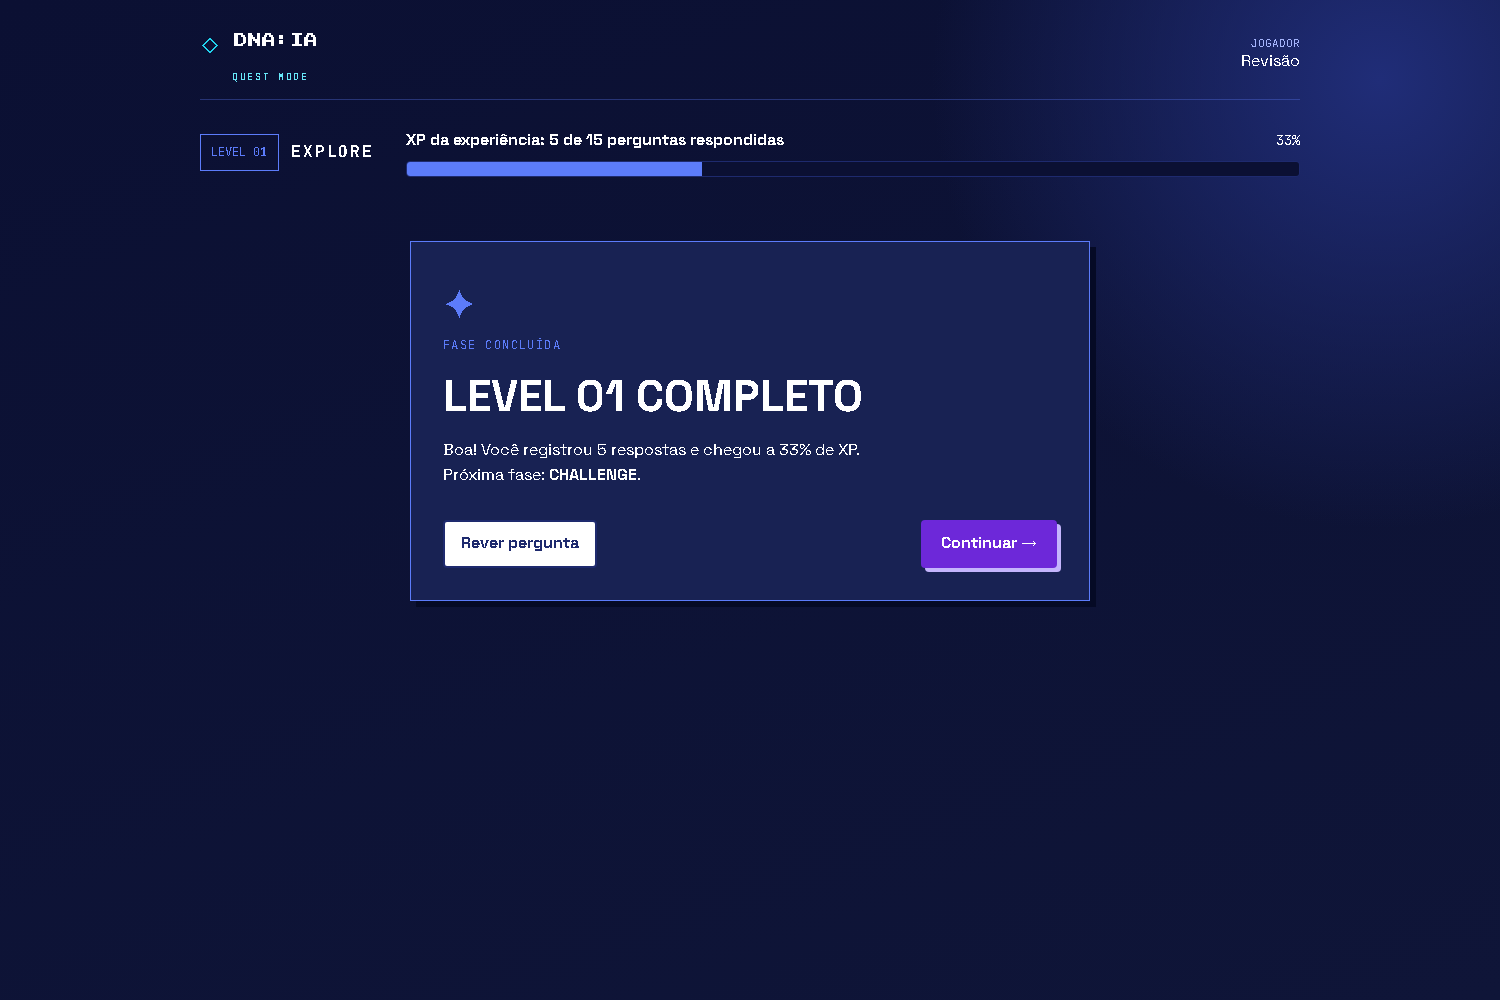 DNA:IA
QUEST MODE
JOGADOR
Revisão
LEVEL 01
EXPLORE
XP da experiência: 5 de 15 perguntas respondidas
33%
FASE CONCLUÍDA
LEVEL 01 COMPLETO
Boa! Você registrou 5 respostas e chegou a 33% de XP.
Próxima fase: CHALLENGE.
Rever pergunta
Continuar →